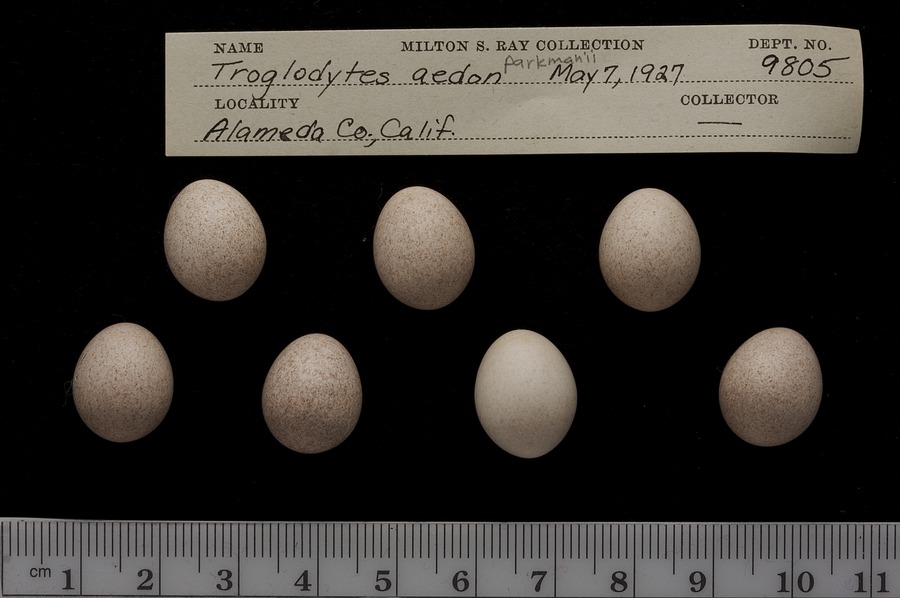 NAME MILTON S. RAY COLLECTION DEPT. NO.
Troglodytes aedon parkmanii May 7, 1927 9805
LOCALITY COLLECTOR
Alameda Co., Calif. —
cm 1 2 3 4 5 6 7 8 9 10 11